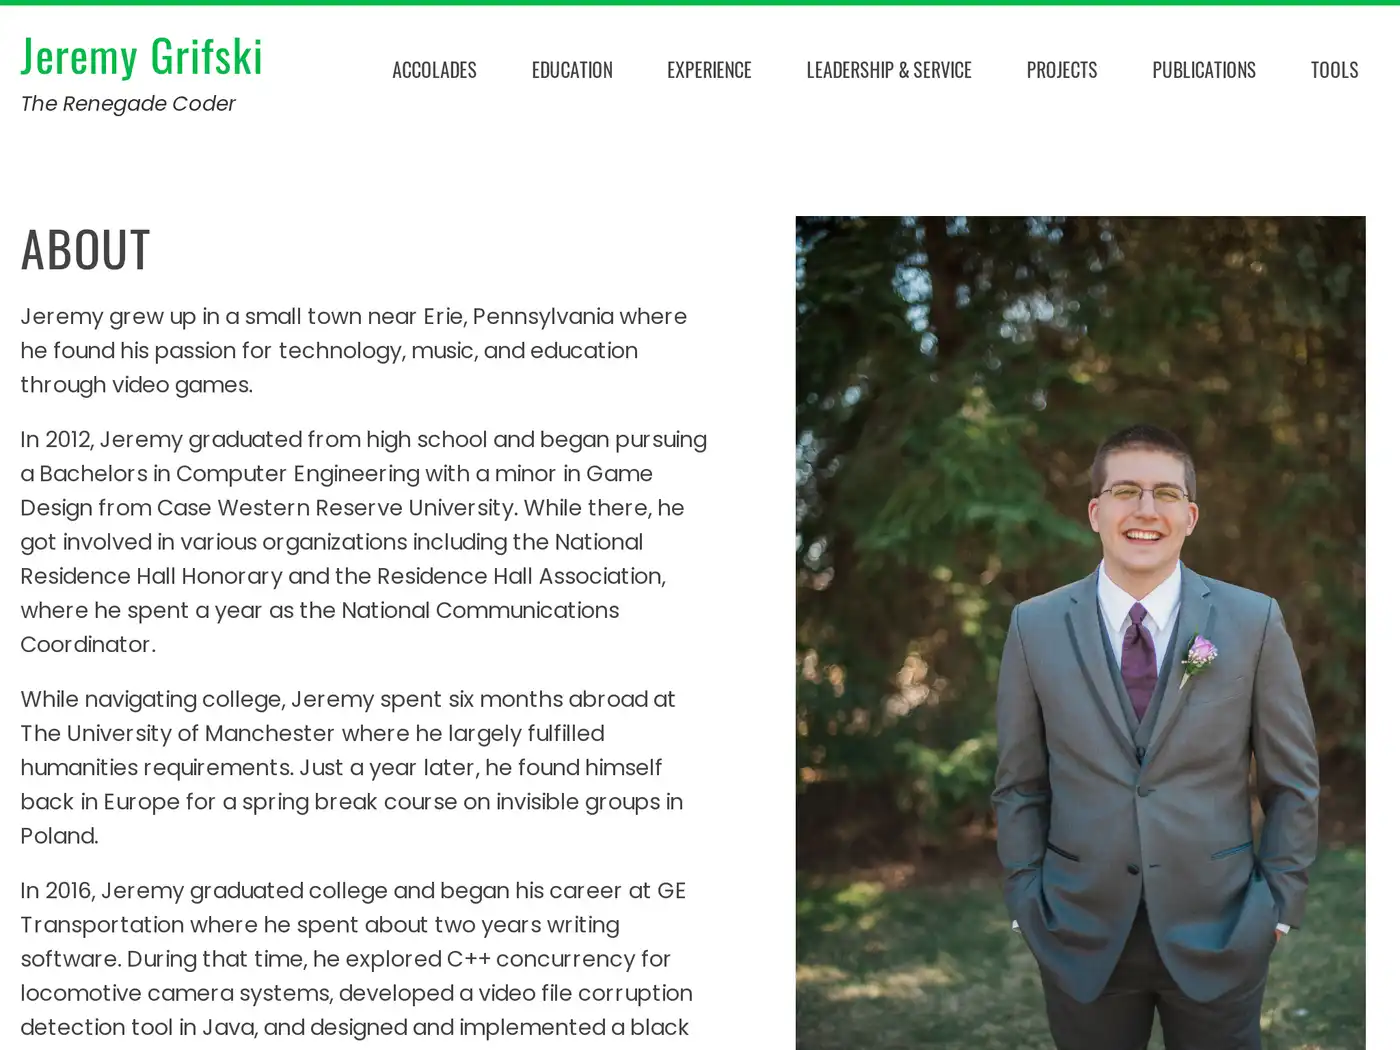 Jeremy Grifski
The Renegade Coder
ACCOLADES EDUCATION EXPERIENCE LEADERSHIP & SERVICE PROJECTS PUBLICATIONS TOOLS
ABOUT
Jeremy grew up in a small town near Erie, Pennsylvania where
he found his passion for technology, music, and education
through video games.
In 2012, Jeremy graduated from high school and began pursuing
a Bachelors in Computer Engineering with a minor in Game
Design from Case Western Reserve University. While there, he
got involved in various organizations including the National
Residence Hall Honorary and the Residence Hall Association,
where he spent a year as the National Communications
Coordinator.
While navigating college, Jeremy spent six months abroad at
The University of Manchester where he largely fulfilled
humanities requirements. Just a year later, he found himself
back in Europe for a spring break course on invisible groups in
Poland.
In 2016, Jeremy graduated college and began his career at GE
Transportation where he spent about two years writing
software. During that time, he explored C++ concurrency for
locomotive camera systems, developed a video file corruption
detection tool in Java, and designed and implemented a black